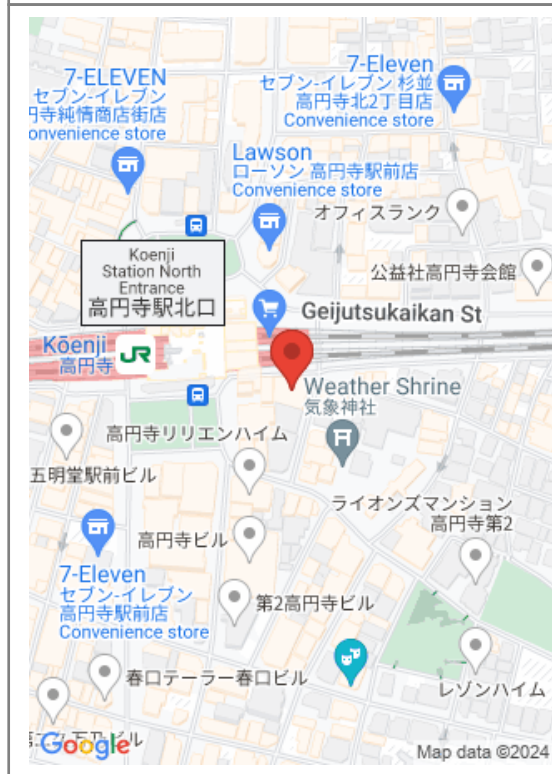 7-ELEVEN
セブン-イレブン
円寺純情商店街店
onvenience store
7-Eleven
セブン-イレブン 杉並
高円寺北2丁目店
Convenience store
Lawson
ローソン 高円寺駅前店
Convenience store
オフィスランク
公益社高円寺会館
Koenji
Station North
Entrance
高円寺駅北口
Geijutsukaikan St
Kōenji
高円寺
JR
Weather Shrine
気象神社
高円寺リリエンハイム
五明堂駅前ビル
ライオンズマンション
高円寺第2
高円寺ビル
7-Eleven
セブン-イレブン
高円寺駅前店
Convenience store
第2高円寺ビル
春口テーラー春口ビル
レゾンハイム
ビル
Google
Map data ©2024